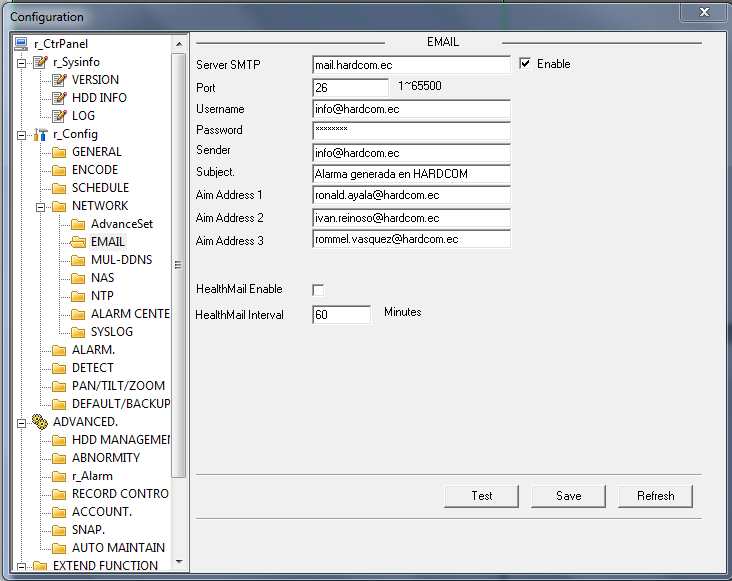 Configuration
r_CtrPanel
r_Sysinfo
VERSION
HDD INFO
LOG
r_Config
GENERAL
ENCODE
SCHEDULE
NETWORK
AdvanceSet
EMAIL
MUL-DDNS
NAS
NTP
ALARM CENTE
SYSLOG
ALARM.
DETECT
PAN/TILT/ZOOM
DEFAULT/BACKUP
ADVANCED.
HDD MANAGEMEN
ABNORMITY
r_Alarm
RECORD CONTRO
ACCOUNT.
SNAP.
AUTO MAINTAIN
EXTEND FUNCTION
EMAIL
Server SMTP mail.hardcom.ec Enable
Port 26 1~65500
Username info@hardcom.ec
Password ××××××××
Sender info@hardcom.ec
Subject. Alarma generada en HARDCOM
Aim Address 1 ronald.ayala@hardcom.ec
Aim Address 2 ivan.reinoso@hardcom.ec
Aim Address 3 rommel.vasquez@hardcom.ec
HealthMail Enable
HealthMail Interval 60 Minutes
Test Save Refresh